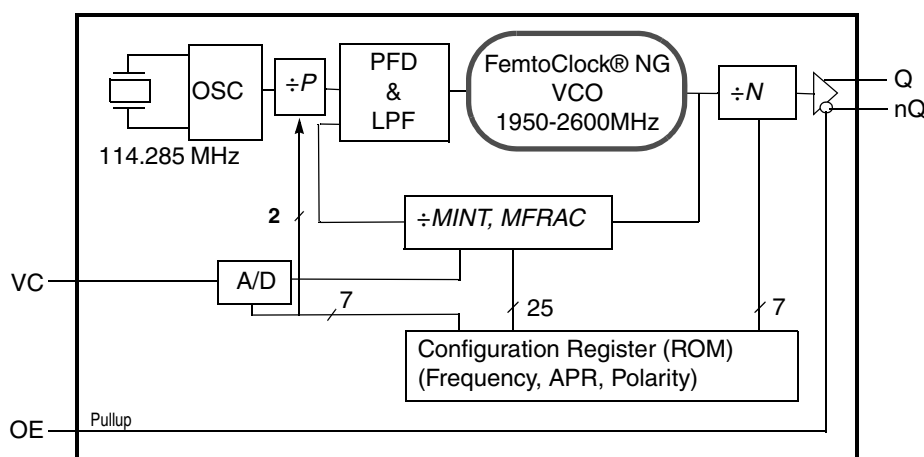 OSC
÷P
PFD
&
LPF
FemtoClock® NG
VCO
1950-2600MHz
÷N
Q
nQ
114.285 MHz
2
÷MINT, MFRAC
VC
A/D
7
25
7
Configuration Register (ROM)
(Frequency, APR, Polarity)
OE
Pullup